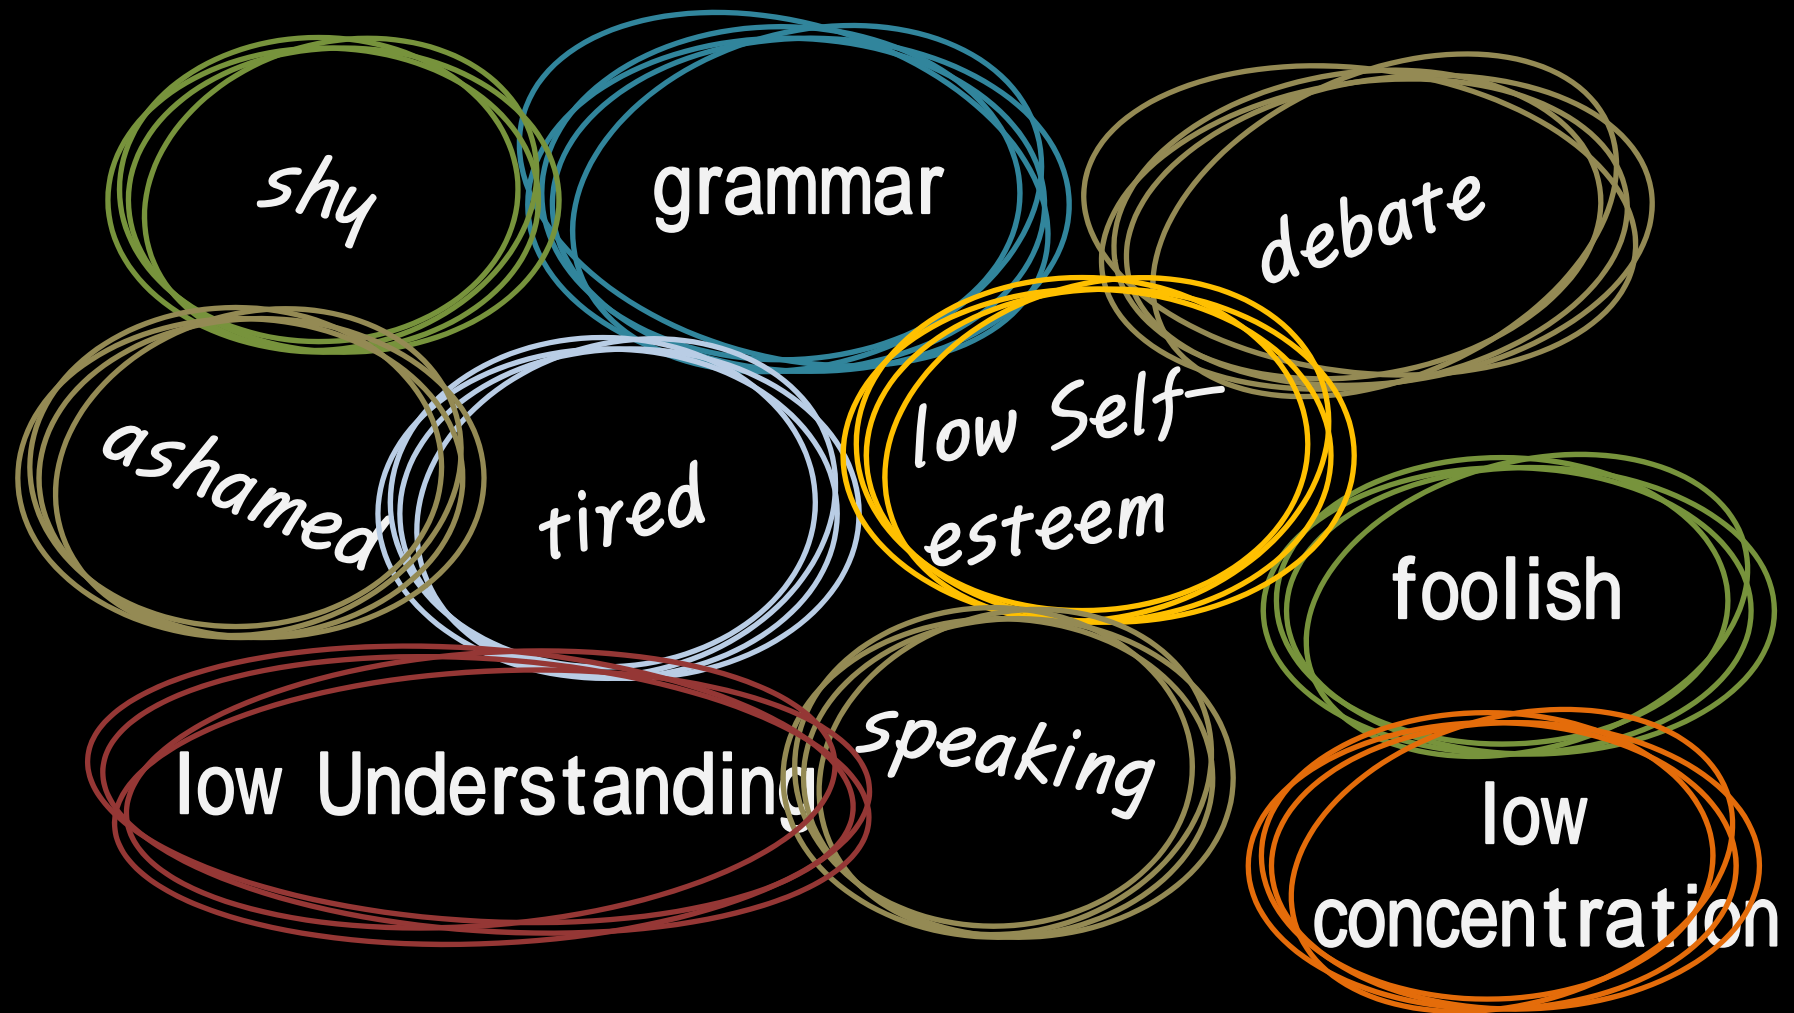 shy
grammar
debate
ashamed
tired
low Self-
esteem
foolish
low Understanding
speaking
low
concentration